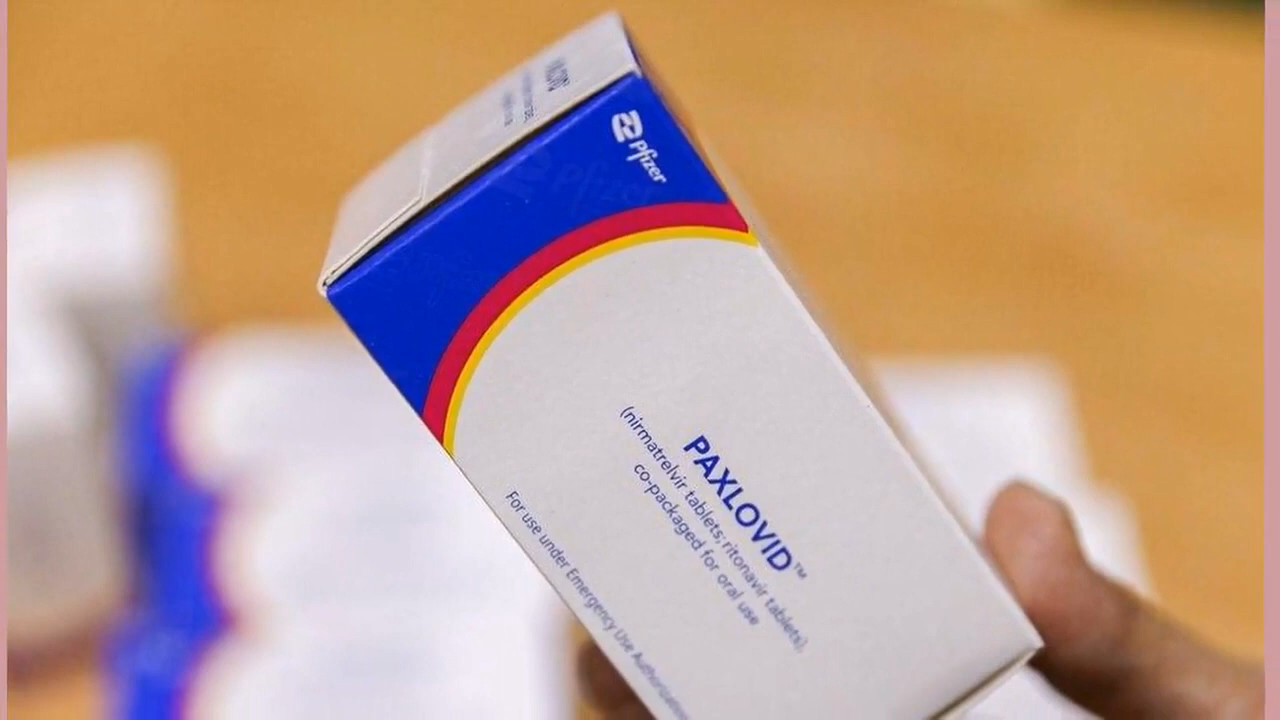 Pfizer
PAXLOVID™
(nirmatrelvir tablets; ritonavir tablets),
co-packaged for oral use
For use under Emergency Use